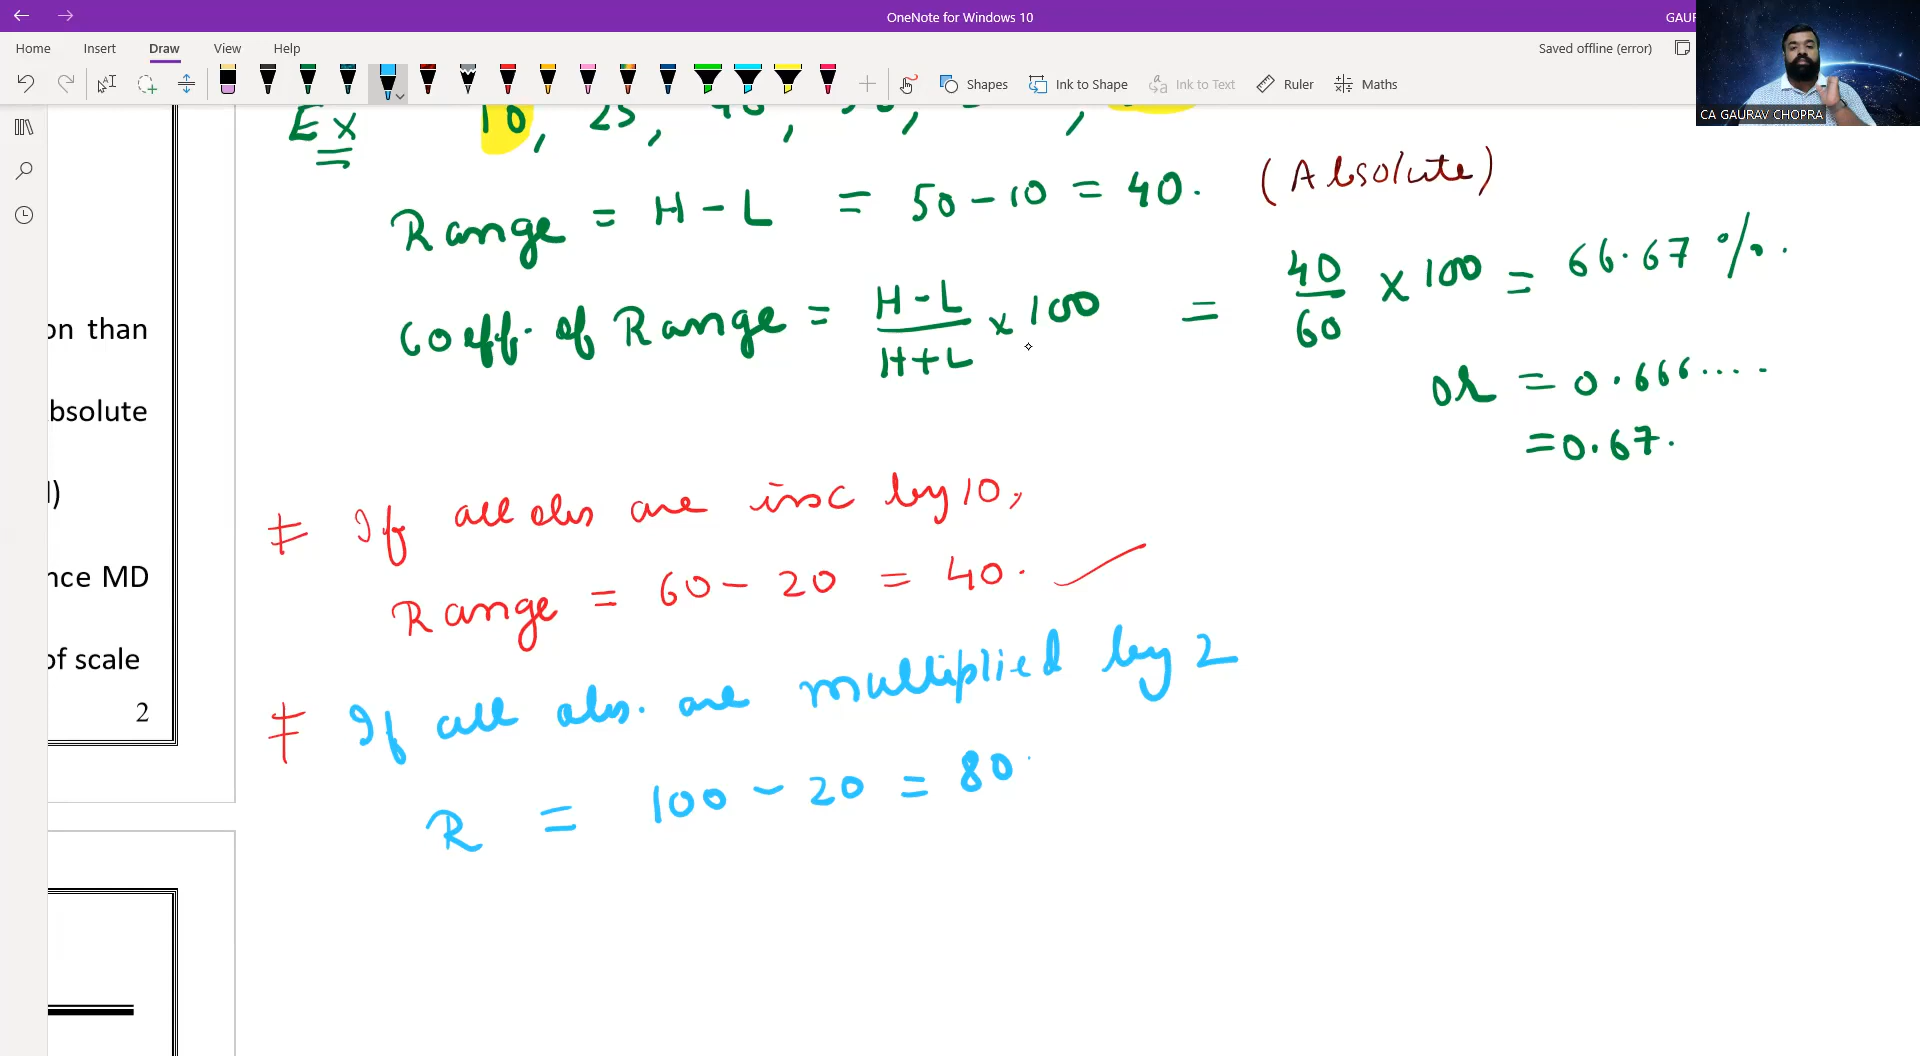 OneNote for Windows 10
Home Insert Draw View Help
Saved offline (error)
Shapes Ink to Shape Ink to Text Ruler Maths
CA GAURAV CHOPRA
Ex 10, 25,
Range = H - L = 50 - 10 = 40. (Absolute)
Coeff. of Range = H-L / H+L × 100 = 40 / 60 × 100 = 66.67 %.
or = 0.666.....
= 0.67.
on than
bsolute
nce MD
of scale
2
If all obs are inc by 10,
Range = 60 - 20 = 40.
If all obs. are multiplied by 2
R = 100 - 20 = 80.